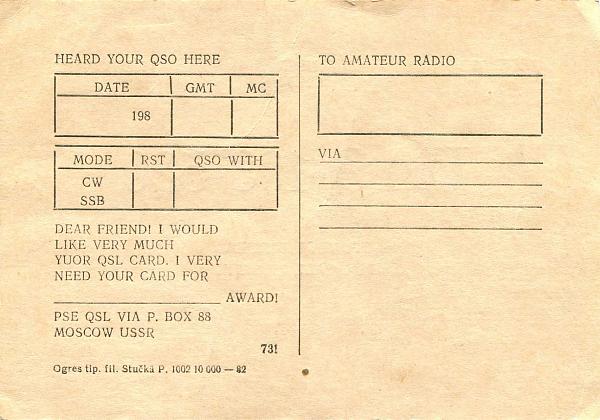 HEARD YOUR QSO HERE
DATE GMT MC
198
MODE RST QSO WITH
CW
SSB
DEAR FRIEND! I WOULD
LIKE VERY MUCH
YUOR QSL CARD. I VERY
NEED YOUR CARD FOR
AWARD!
PSE QSL VIA P. BOX 88
MOSCOW USSR
731
Ogres tip. fil. Stučkā P. 1002 10 000 — 82
TO AMATEUR RADIO
VIA